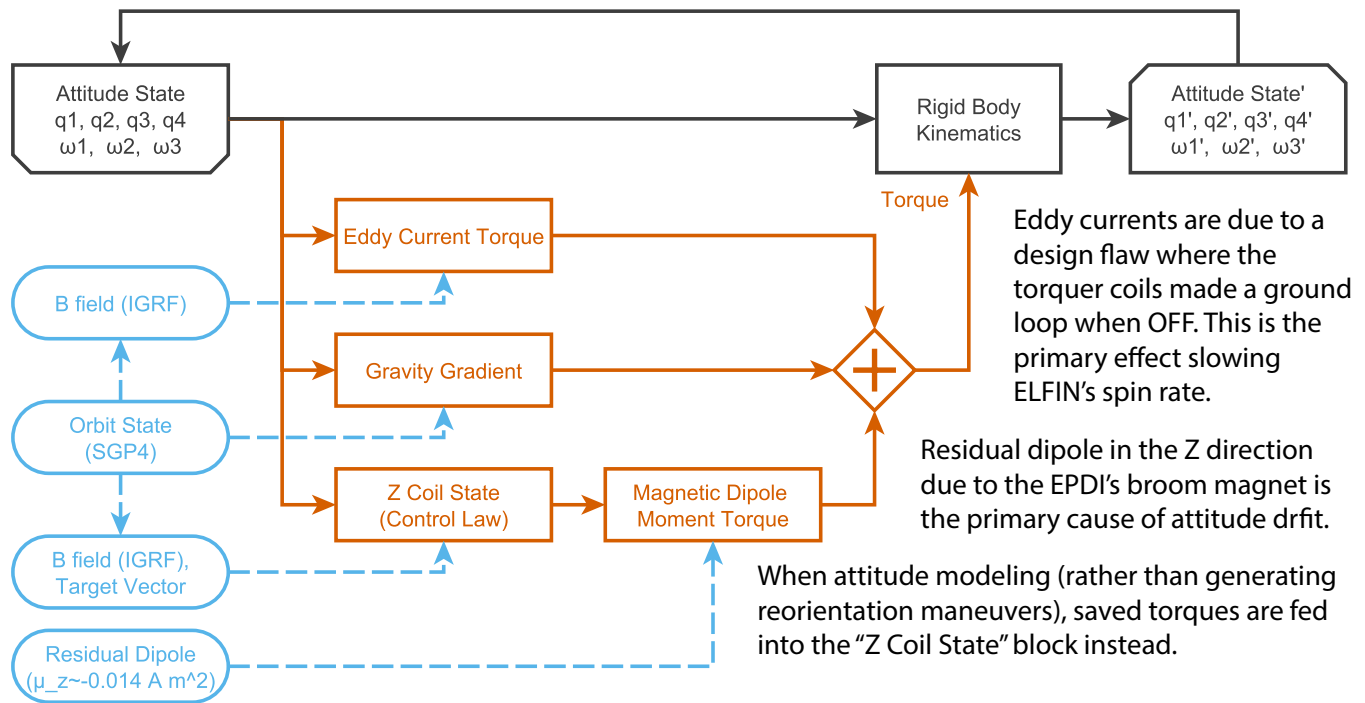 Attitude State
q1, q2, q3, q4
ω1, ω2, ω3
Rigid Body
Kinematics
Attitude State'
q1', q2', q3', q4'
ω1', ω2', ω3'
Torque
Eddy Current Torque
B field (IGRF)
Gravity Gradient
Orbit State
(SGP4)
Z Coil State
(Control Law)
Magnetic Dipole
Moment Torque
B field (IGRF),
Target Vector
Residual Dipole
(μ_z~-0.014 A m^2)
Eddy currents are due to a
design flaw where the
torquer coils made a ground
loop when OFF. This is the
primary effect slowing
ELFIN's spin rate.
Residual dipole in the Z direction
due to the EPDI's broom magnet is
the primary cause of attitude drfit.
When attitude modeling (rather than generating
reorientation maneuvers), saved torques are fed
into the “Z Coil State” block instead.